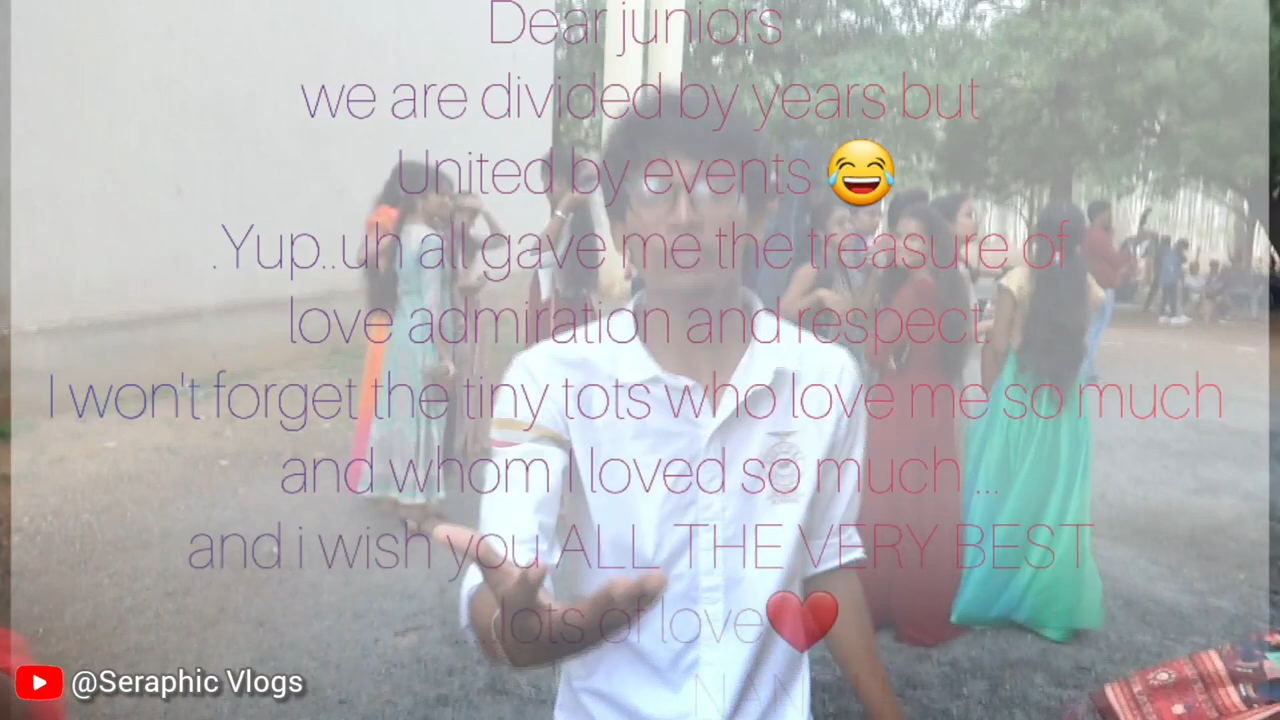 Dear juniors
we are divided by years but
United by events 😂
.Yup..uh all gave me the treasure of
love admiration and respect.
I won't forget the tiny tots who love me so much
and whom i loved so much ...
and i wish you ALL THE VERY BEST
....lots of love❤
@Seraphic Vlogs